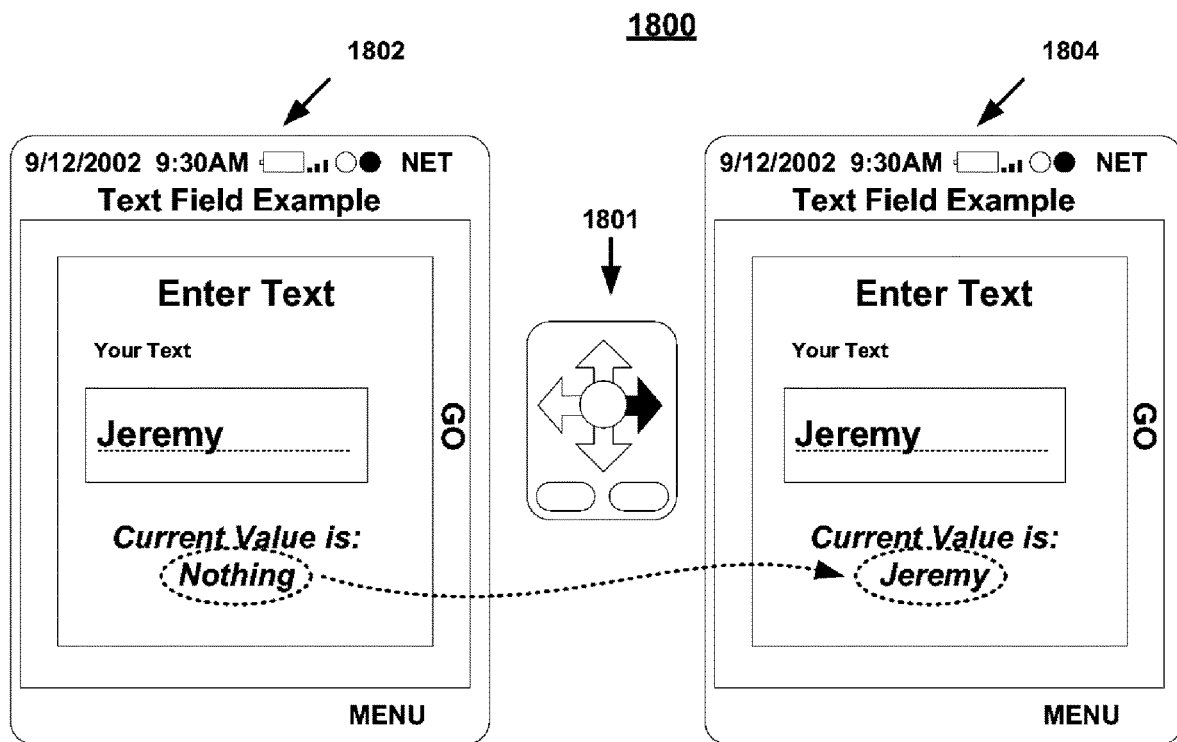 1800
1802
1804
9/12/2002 9:30AM NET
Text Field Example
Enter Text
Your Text
Jeremy
GO
Current Value is:
Nothing
MENU
1801
9/12/2002 9:30AM NET
Text Field Example
Enter Text
Your Text
Jeremy
GO
Current Value is:
Jeremy
MENU